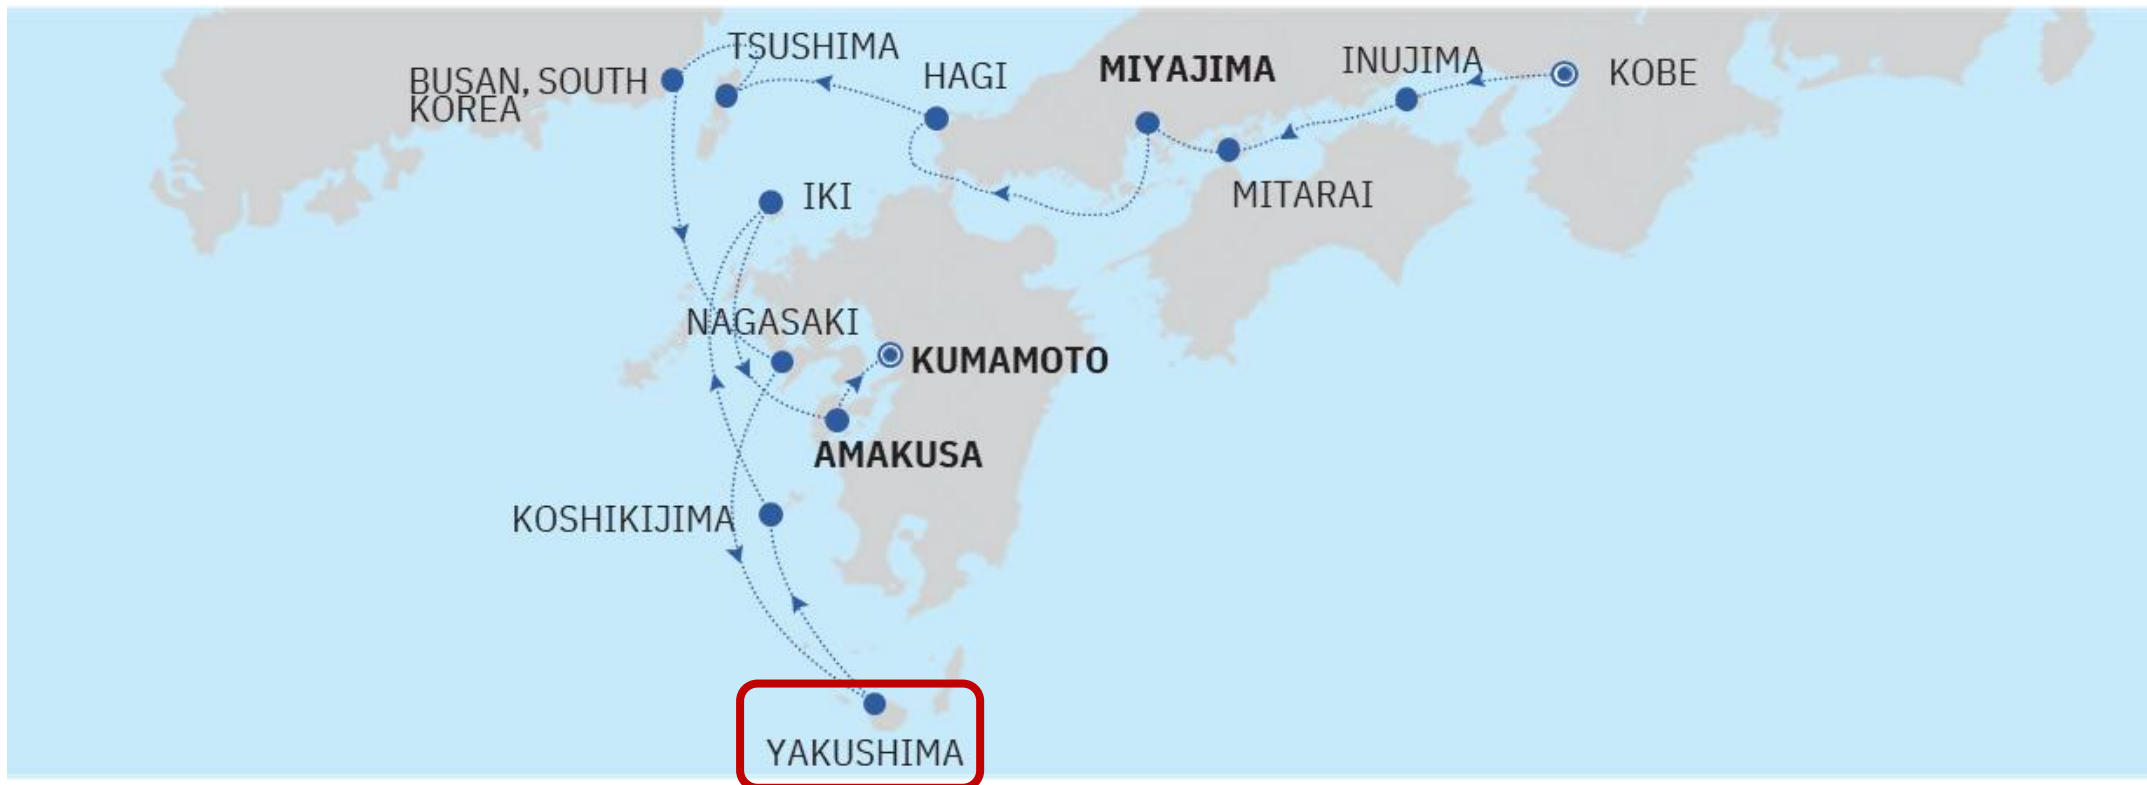 TSUSHIMA
BUSAN, SOUTH
KOREA
HAGI
MIYAJIMA
INUJIMA
KOBE
IKI
MITARAI
NAGASAKI
KUMAMOTO
AMAKUSA
KOSHIKIJIMA
YAKUSHIMA